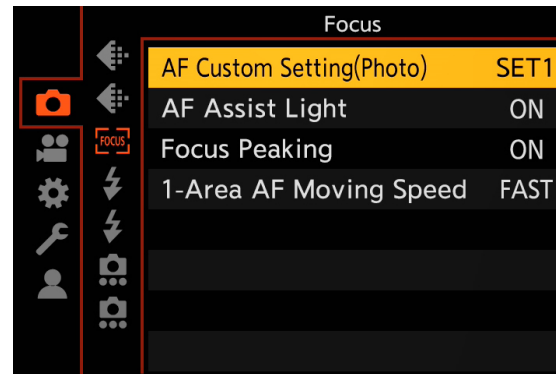 Focus
AF Custom Setting(Photo) SET1
AF Assist Light ON
FOCUS
Focus Peaking ON
1-Area AF Moving Speed FAST